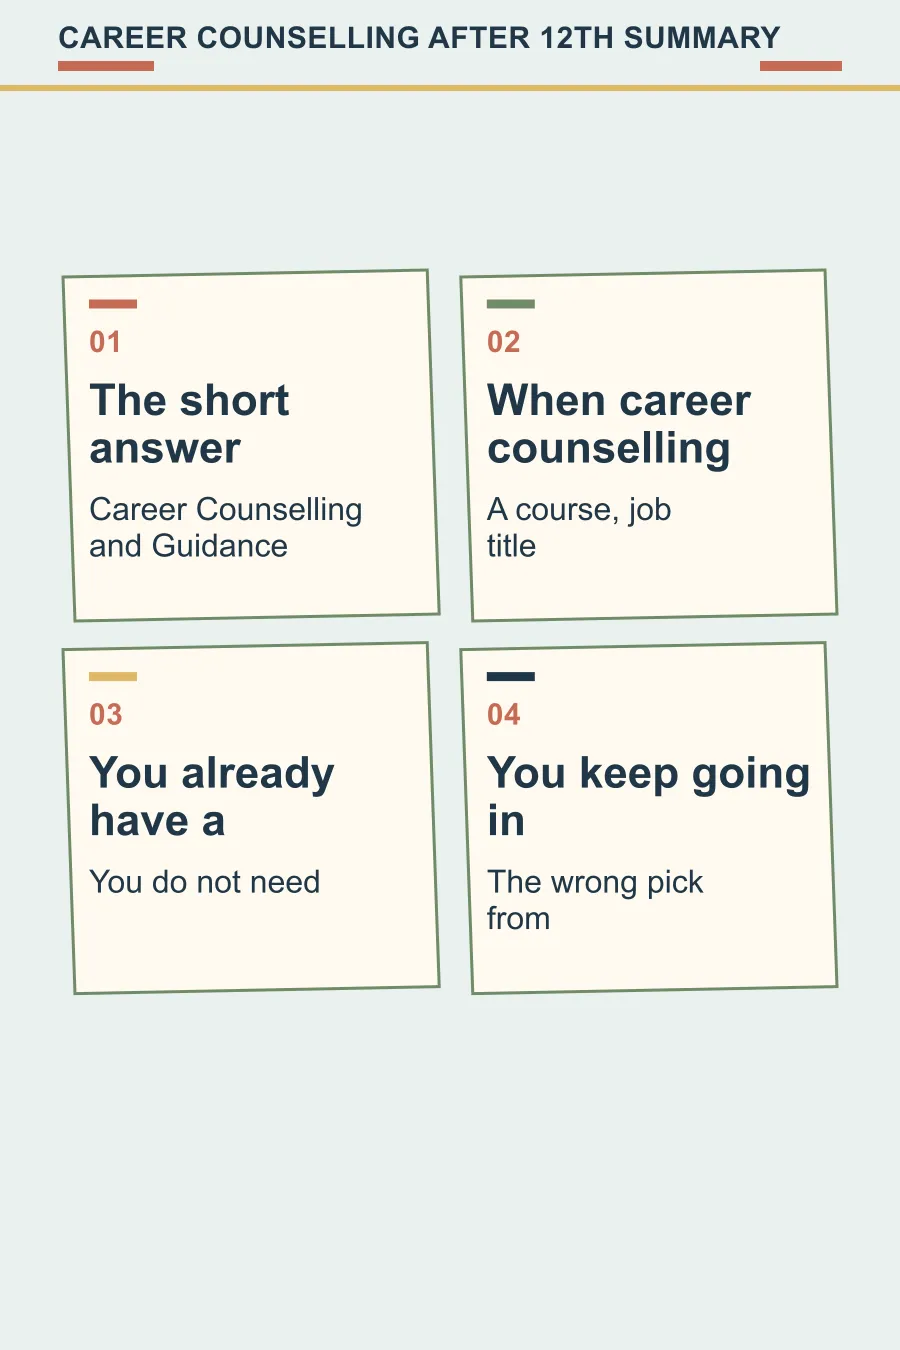 CAREER COUNSELLING AFTER 12TH SUMMARY
01
The short
answer
Career Counselling
and Guidance
02
When career
counselling
A course, job
title
03
You already
have a
You do not need
04
You keep going
in
The wrong pick
from